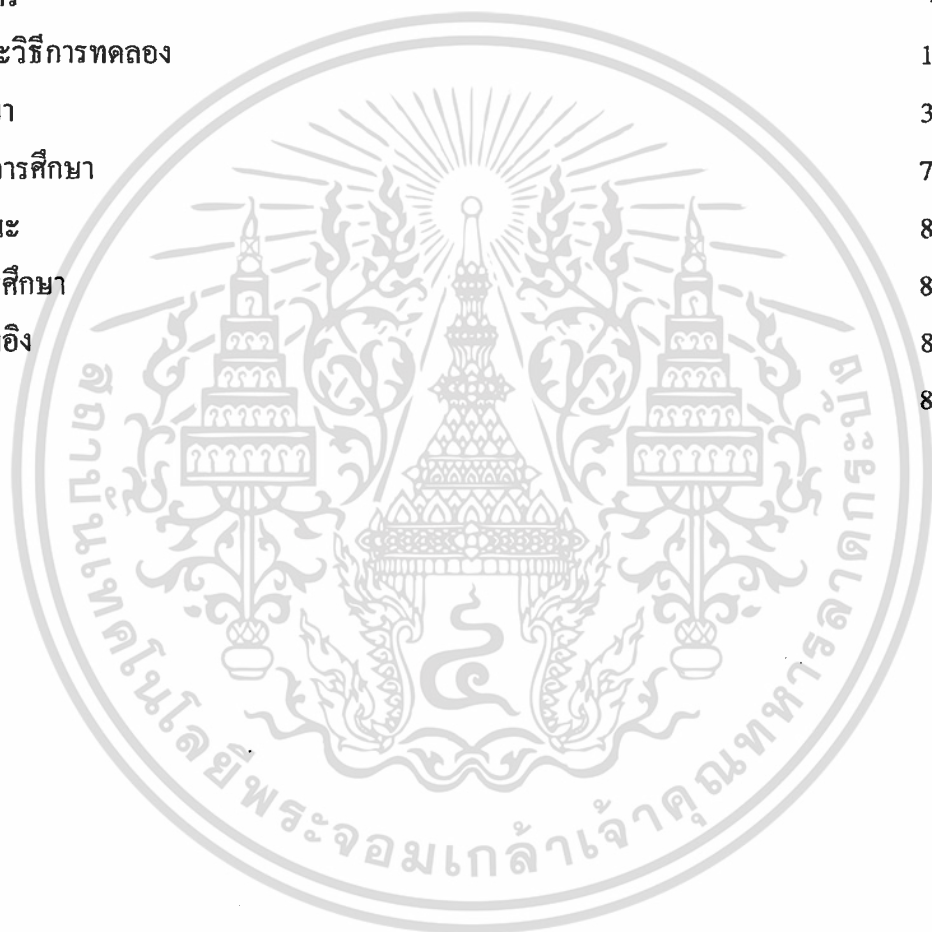 ะวิธีการทดลอง 1
า 3
ารศึกษา 7
นะ 8
ศึกษา 8
อิง 8
8
สถาบันเทคโนโลยีพระจอมเกล้าเจ้าคุณทหารลาดกระบัง
๔